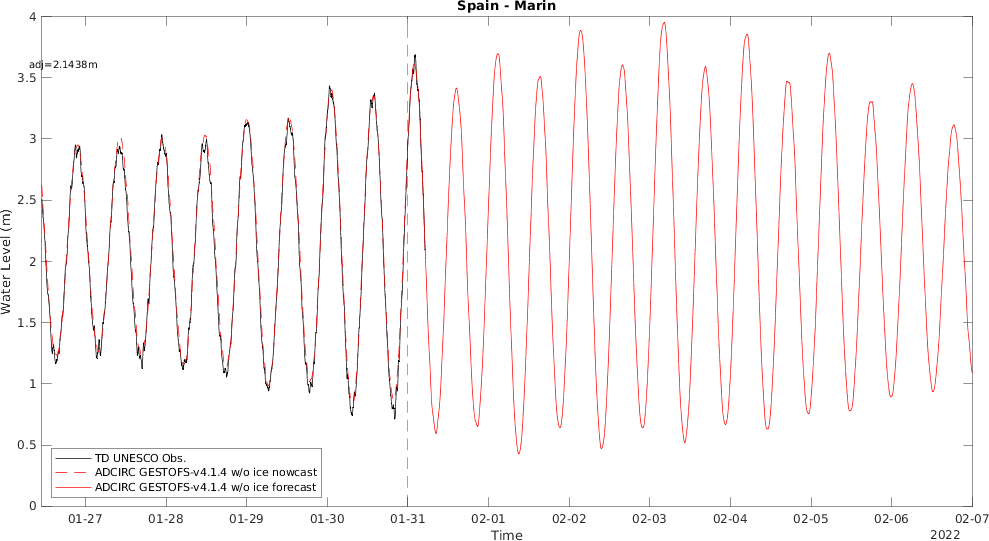 Spain - Marin
adj=2.1438m
Water Level (m)
4
3.5
3
2.5
2
1.5
1
0.5
0
TD UNESCO Obs.
ADCIRC GESTOFS-v4.1.4 w/o ice nowcast
ADCIRC GESTOFS-v4.1.4 w/o ice forecast
01-27 01-28 01-29 01-30 01-31 02-01 02-02 02-03 02-04 02-05 02-06 02-07
Time
2022